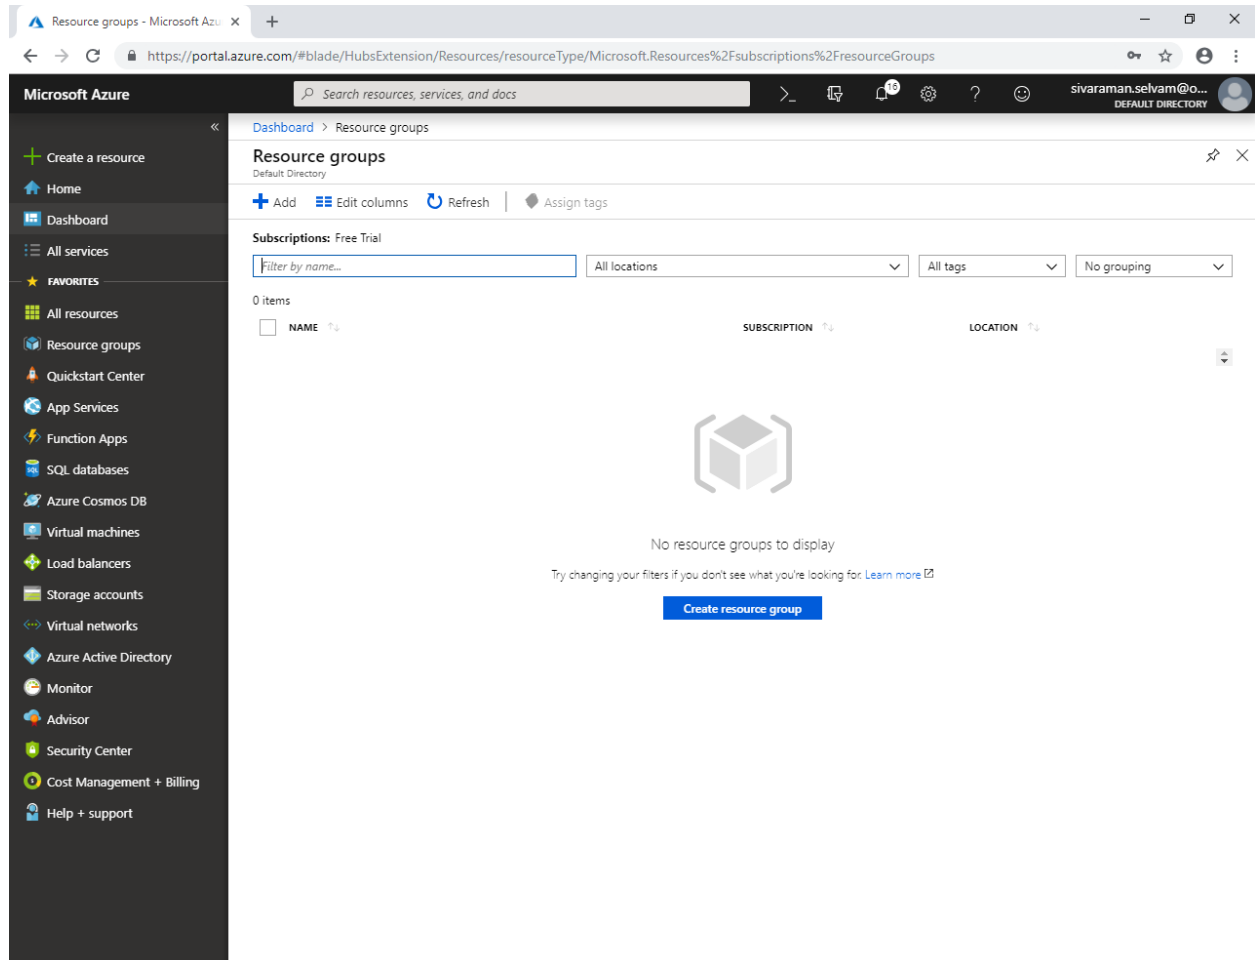 Resource groups - Microsoft Azu
https://portal.azure.com/#blade/HubsExtension/Resources/resourceType/Microsoft.Resources%2Fsubscriptions%2FresourceGroups
Microsoft Azure
Search resources, services, and docs
16
sivaraman.selvam@o...
DEFAULT DIRECTORY
Dashboard > Resource groups
Create a resource
Home
Dashboard
All services
FAVORITES
All resources
Resource groups
Quickstart Center
App Services
Function Apps
SQL databases
Azure Cosmos DB
Virtual machines
Load balancers
Storage accounts
Virtual networks
Azure Active Directory
Monitor
Advisor
Security Center
Cost Management + Billing
Help + support
Resource groups
Default Directory
Add Edit columns Refresh Assign tags
Subscriptions: Free Trial
Filter by name... All locations All tags No grouping
0 items
NAME SUBSCRIPTION LOCATION
No resource groups to display
Try changing your filters if you don't see what you're looking for. Learn more
Create resource group